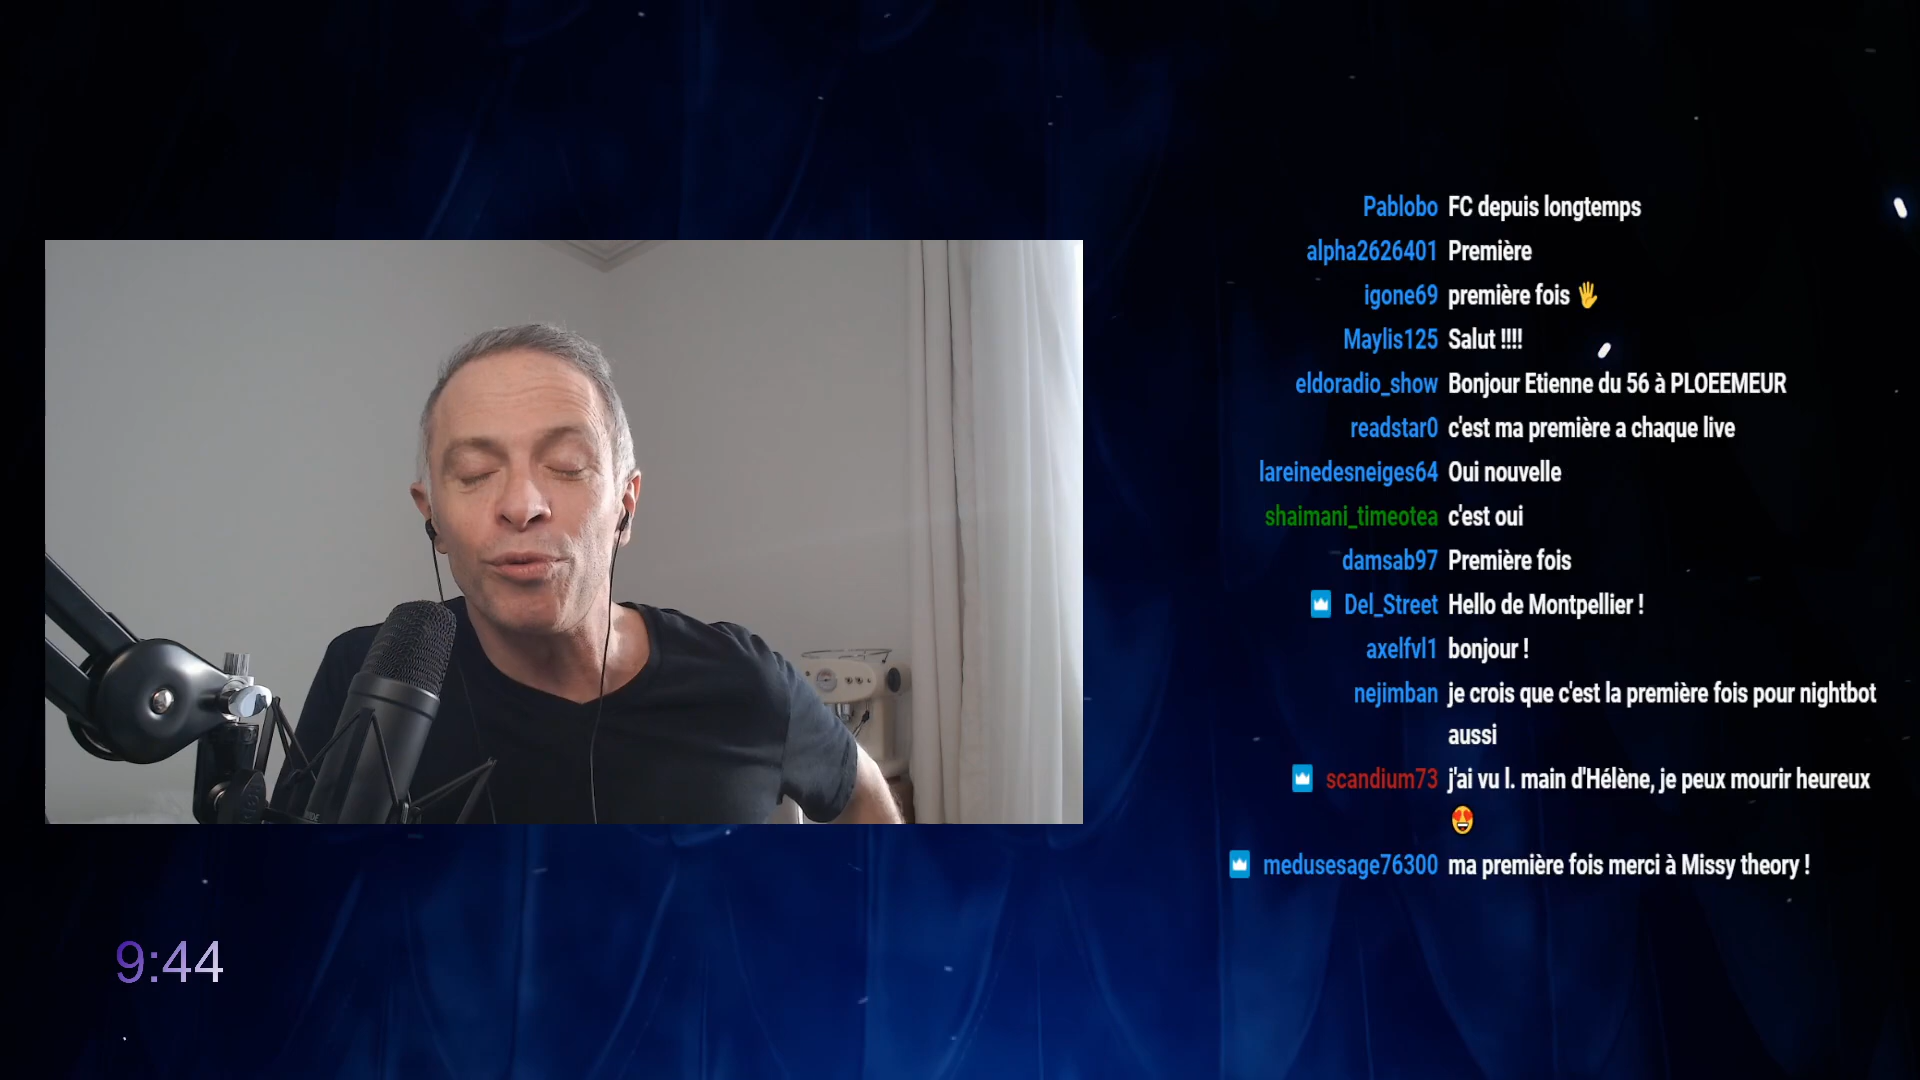 Pablobo FC depuis longtemps
alpha2626401 Première
igone69 première fois 🖐
Maylis125 Salut !!!!
eldoradio_show Bonjour Etienne du 56 à PLOEEMEUR
readstar0 c'est ma première a chaque live
lareinedesneiges64 Oui nouvelle
shaimani_timeotea c'est oui
damsab97 Première fois
Del_Street Hello de Montpellier !
axelfvl1 bonjour !
nejimban je crois que c'est la première fois pour nightbot
aussi
scandium73 j'ai vu l. main d'Hélène, je peux mourir heureux
😍
medusesage76300 ma première fois merci à Missy theory !
9:44